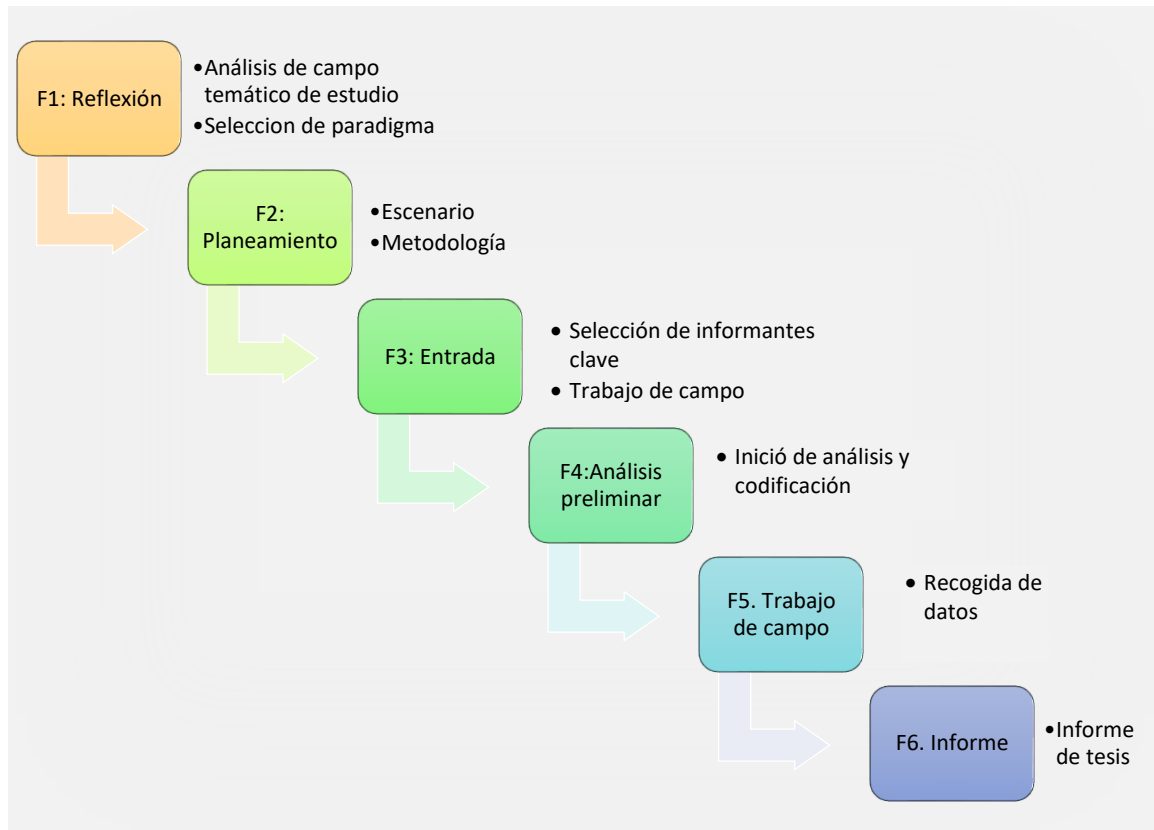 F1: Reflexión
•Análisis de campo
temático de estudio
•Seleccion de paradigma
F2:
Planeamiento
•Escenario
•Metodología
F3: Entrada
• Selección de informantes
clave
• Trabajo de campo
F4:Análisis
preliminar
• Inició de análisis y
codificación
F5. Trabajo
de campo
• Recogida de
datos
F6. Informe
•Informe
de tesis